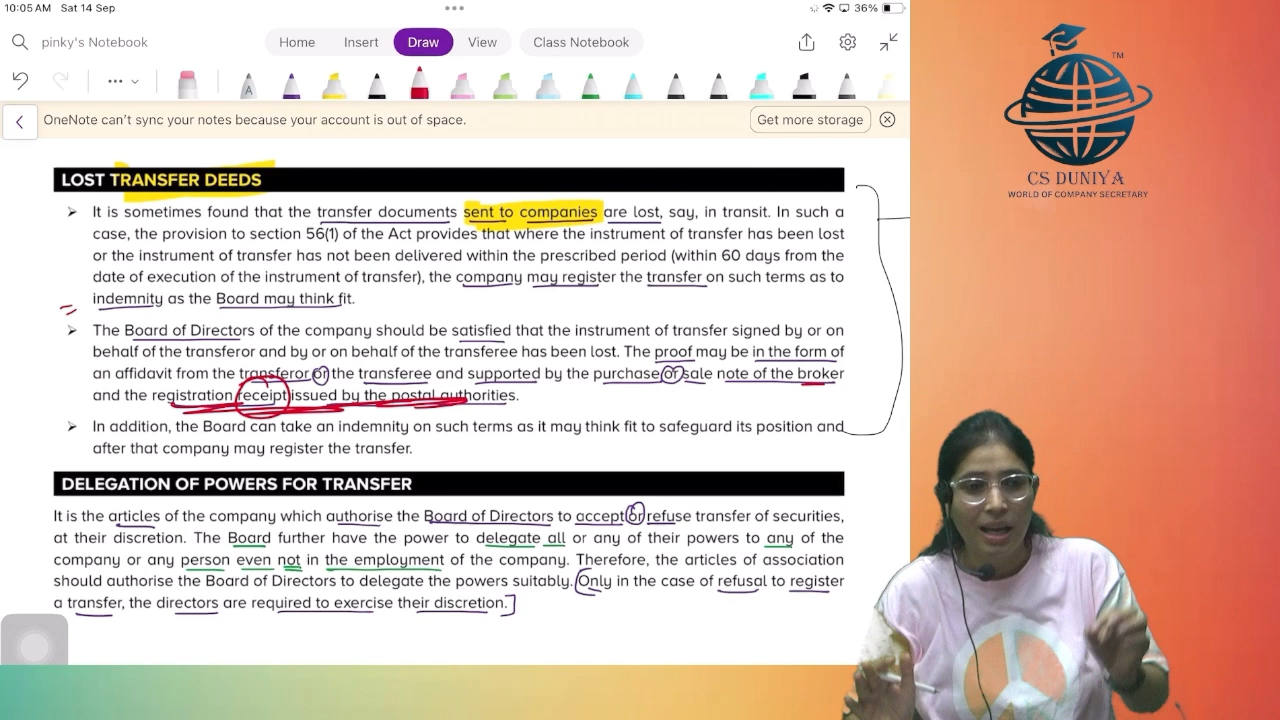 10:05 AM Sat 14 Sep
36%
pinky's Notebook
Home Insert Draw View Class Notebook
A
OneNote can't sync your notes because your account is out of space.
Get more storage
TM
CS DUNIYA
WORLD OF COMPANY SECRETARY
LOST TRANSFER DEEDS
It is sometimes found that the transfer documents sent to companies are lost, say, in transit. In such a
case, the provision to section 56(1) of the Act provides that where the instrument of transfer has been lost
or the instrument of transfer has not been delivered within the prescribed period (within 60 days from the
date of execution of the instrument of transfer), the company may register the transfer on such terms as to
indemnity as the Board may think fit.
The Board of Directors of the company should be satisfied that the instrument of transfer signed by or on
behalf of the transferor and by or on behalf of the transferee has been lost. The proof may be in the form of
an affidavit from the transferor or the transferee and supported by the purchase or sale note of the broker
and the registration receipt issued by the postal authorities.
In addition, the Board can take an indemnity on such terms as it may think fit to safeguard its position and
after that company may register the transfer.
DELEGATION OF POWERS FOR TRANSFER
It is the articles of the company which authorise the Board of Directors to accept or refuse transfer of securities,
at their discretion. The Board further have the power to delegate all or any of their powers to any of the
company or any person even not in the employment of the company. Therefore, the articles of association
should authorise the Board of Directors to delegate the powers suitably. Only in the case of refusal to register
a transfer, the directors are required to exercise their discretion.